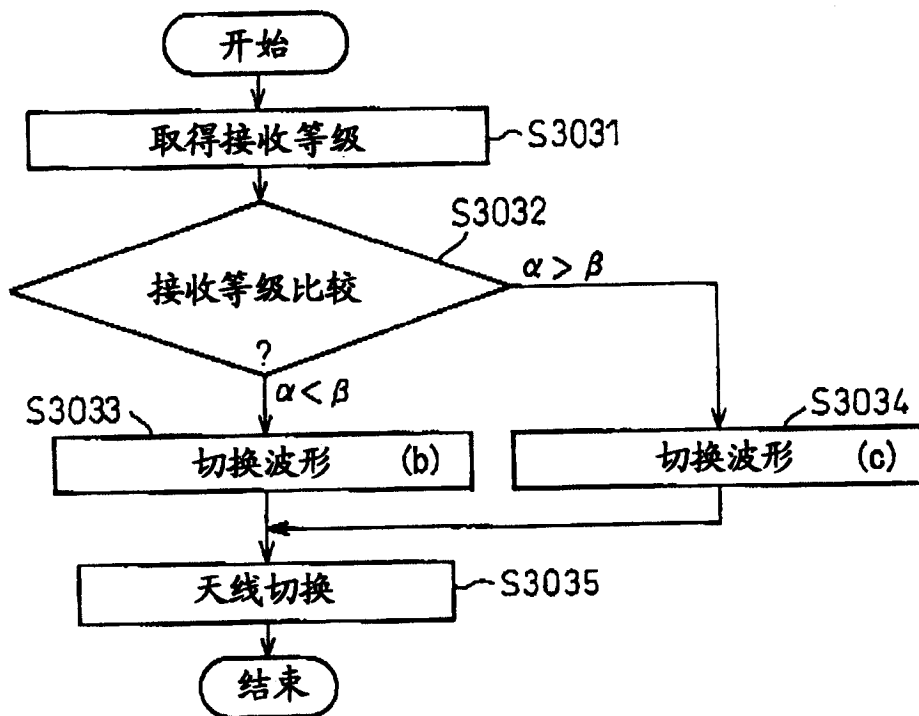 开始
取得接收等级
S3031
S3032
接收等级比较
?
α > β
α < β
S3033
切换波形 (b)
S3034
切换波形 (c)
天线切换
S3035
结束